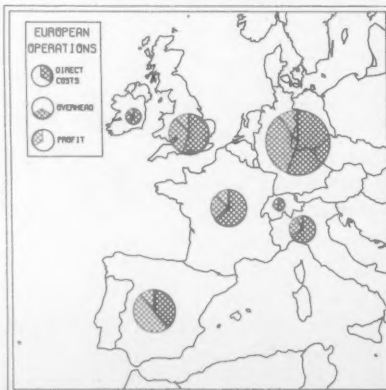 EUROPEAN
OPERATIONS
DIRECT
COSTS
OVERHEAD
PROFIT